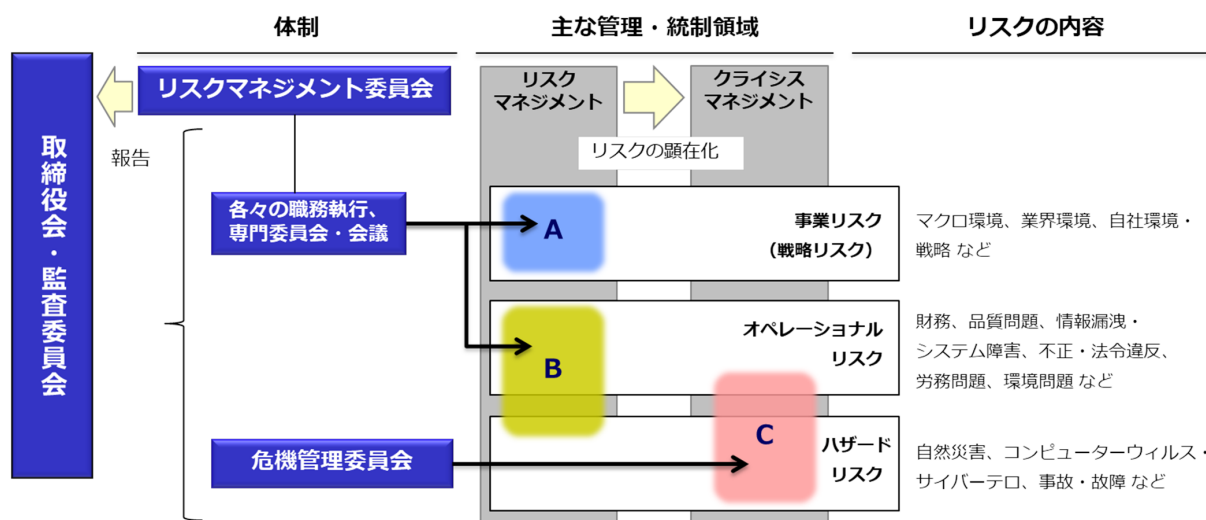 体制
主な管理・統制領域
リスクの内容
リスクマネジメント委員会
リスク
マネジメント
クライシス
マネジメント
報告
リスクの顕在化
取締役会・監査委員会
各々の職務執行、
専門委員会・会議
A
事業リスク
(戦略リスク)
マクロ環境、業界環境、自社環境・
戦略 など
B
オペレーショナル
リスク
財務、品質問題、情報漏洩・
システム障害、不正・法令違反、
労務問題、環境問題 など
危機管理委員会
C
ハザード
リスク
自然災害、コンピューターウィルス・
サイバーテロ、事故・故障 など